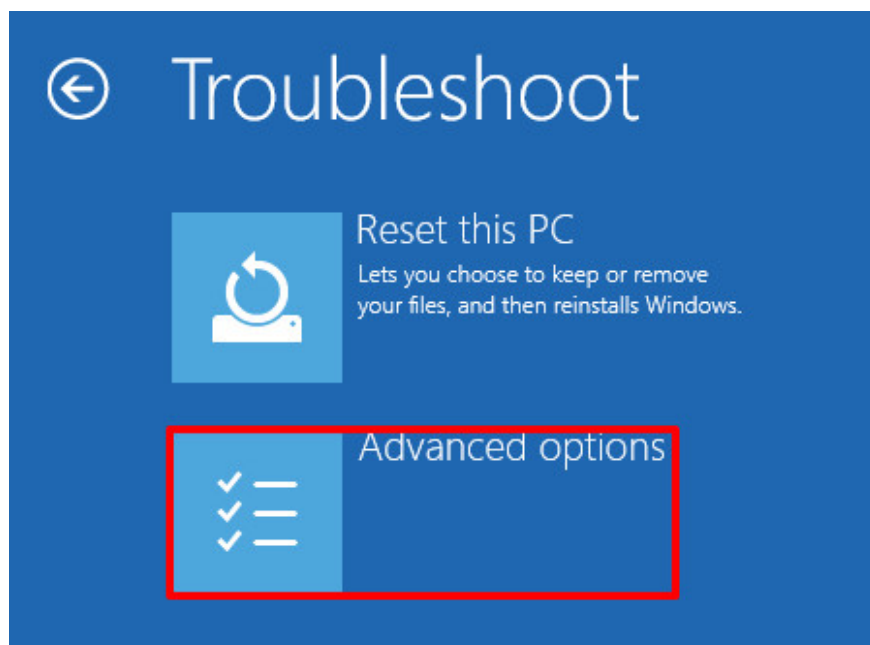 Troubleshoot
Reset this PC
Lets you choose to keep or remove
your files, and then reinstalls Windows.
Advanced options